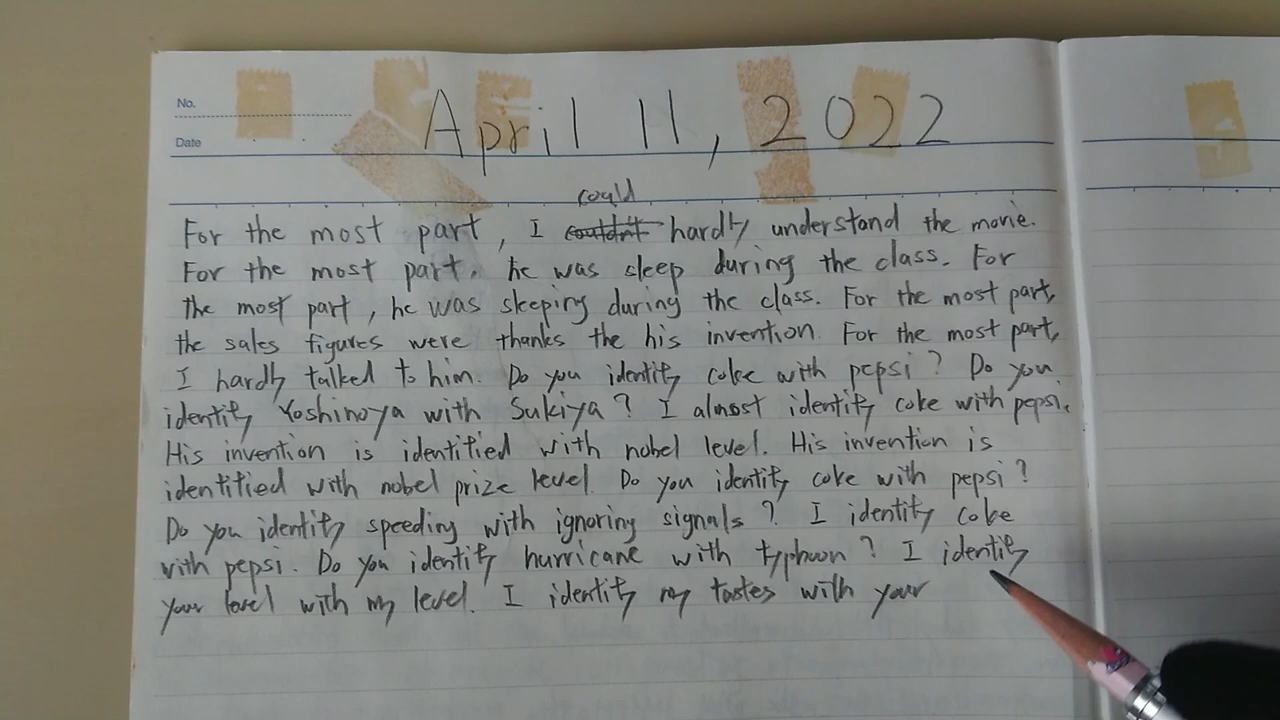 No.
Date
April 11, 2022
could
For the most part, I couldn't hardly understand the movie.
For the most part, he was sleep during the class. For
the most part, he was sleeping during the class. For the most part,
the sales figures were thanks the his invention. For the most part,
I hardly talked to him. Do you identify coke with pepsi? Do you
identify Yoshinoya with Sukiya? I almost identify coke with pepsi.
His invention is identified with nobel level. His invention is
identified with nobel prize level. Do you identify coke with pepsi?
Do you identify speeding with ignoring signals? I identify coke
with pepsi. Do you identify hurricane with typhoon? I identify
your level with my level. I identify my tastes with your